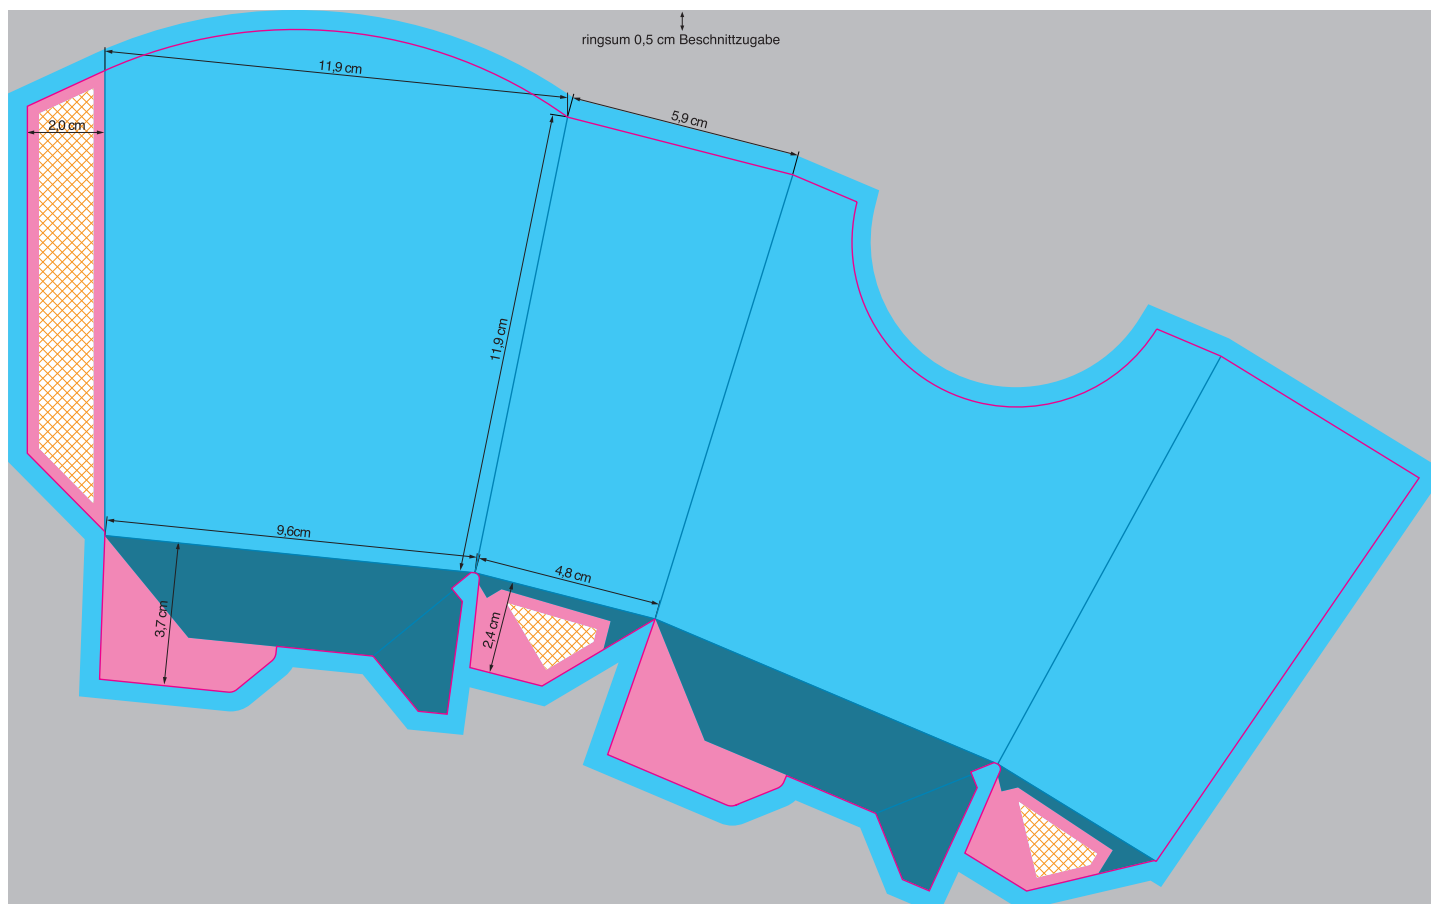 ringsum 0,5 cm Beschnittzugabe
11,9 cm
5,9 cm
2,0 cm
11,9 cm
9,6cm
4,8 cm
3,7 cm
2,4 cm